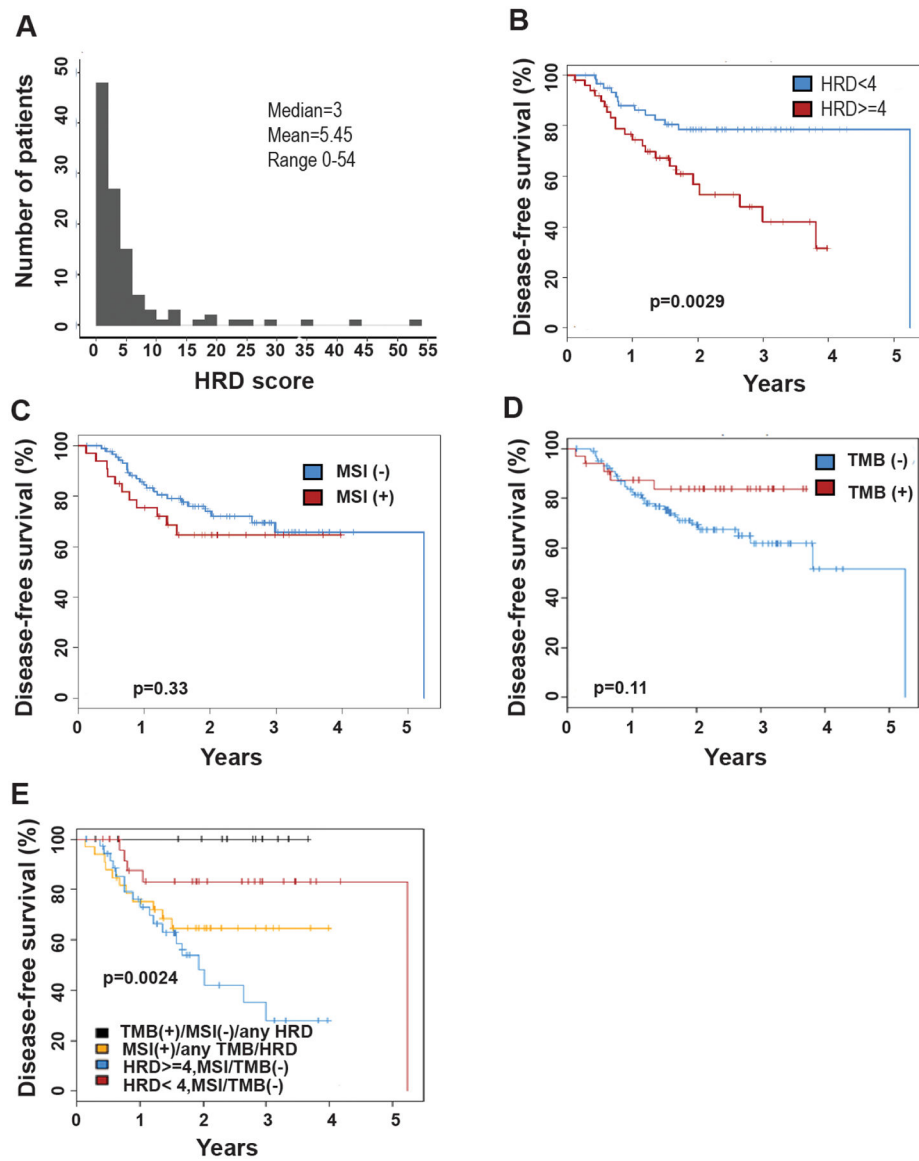 A
Number of patients
50
40
30
20
10
0
Median=3
Mean=5.45
Range 0-54
0 5 10 15 20 25 30 34 40 45 50 55
HRD score
B
Disease-free survival (%)
100
80
60
40
20
0
HRD<4
HRD>=4
p=0.0029
0 1 2 3 4 5
Years
C
Disease-free survival (%)
100
80
60
40
20
0
MSI (-)
MSI (+)
p=0.33
0 1 2 3 4 5
Years
D
Disease-free survival (%)
100
80
60
40
20
0
TMB (-)
TMB (+)
p=0.11
0 1 2 3 4 5
Years
E
Disease-free survival (%)
100
80
60
40
20
0
p=0.0024
TMB(+)/MSI(-)/any HRD
MSI(+)/any TMB/HRD
HRD>=4,MSI/TMB(-)
HRD< 4,MSI/TMB(-)
0 1 2 3 4 5
Years